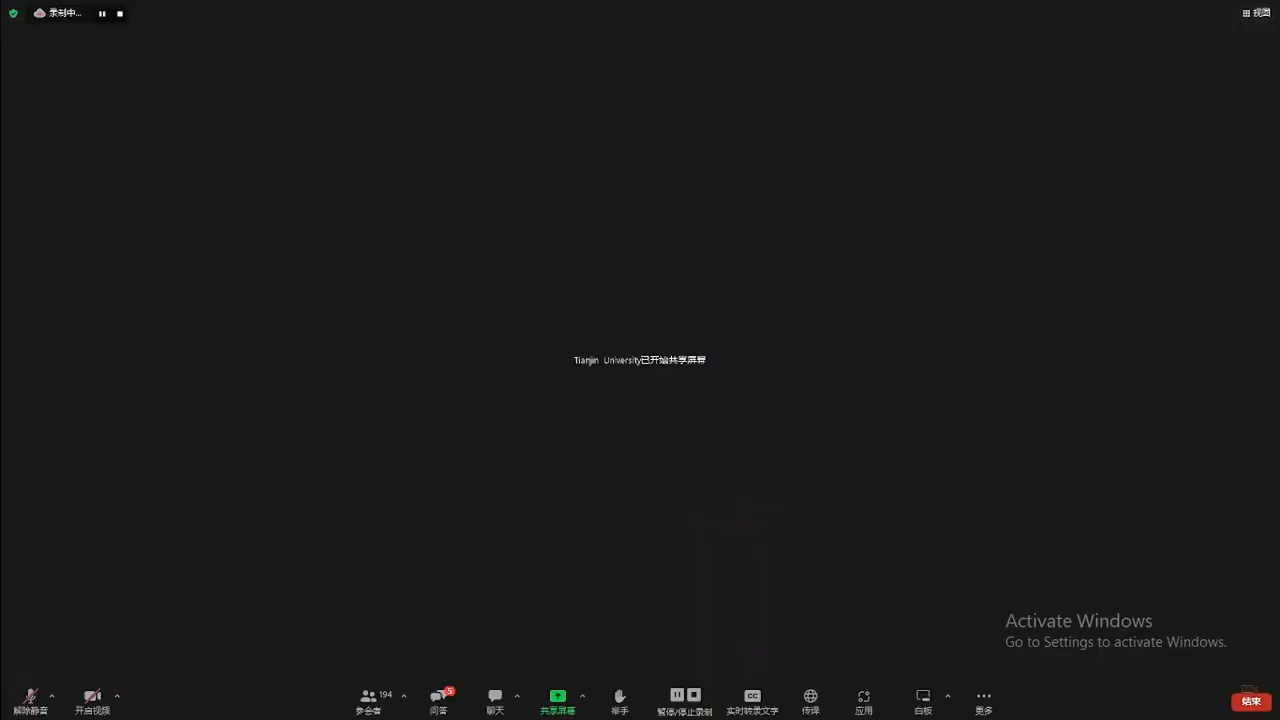 录制中...
视图
Tianjin University已开始共享屏幕
Activate Windows
Go to Settings to activate Windows.
解除静音
开启视频
194
参会者
5
问答
聊天
共享屏幕
举手
暂停/停止录制
CC
实时转录文字
传译
应用
白板
更多
结束